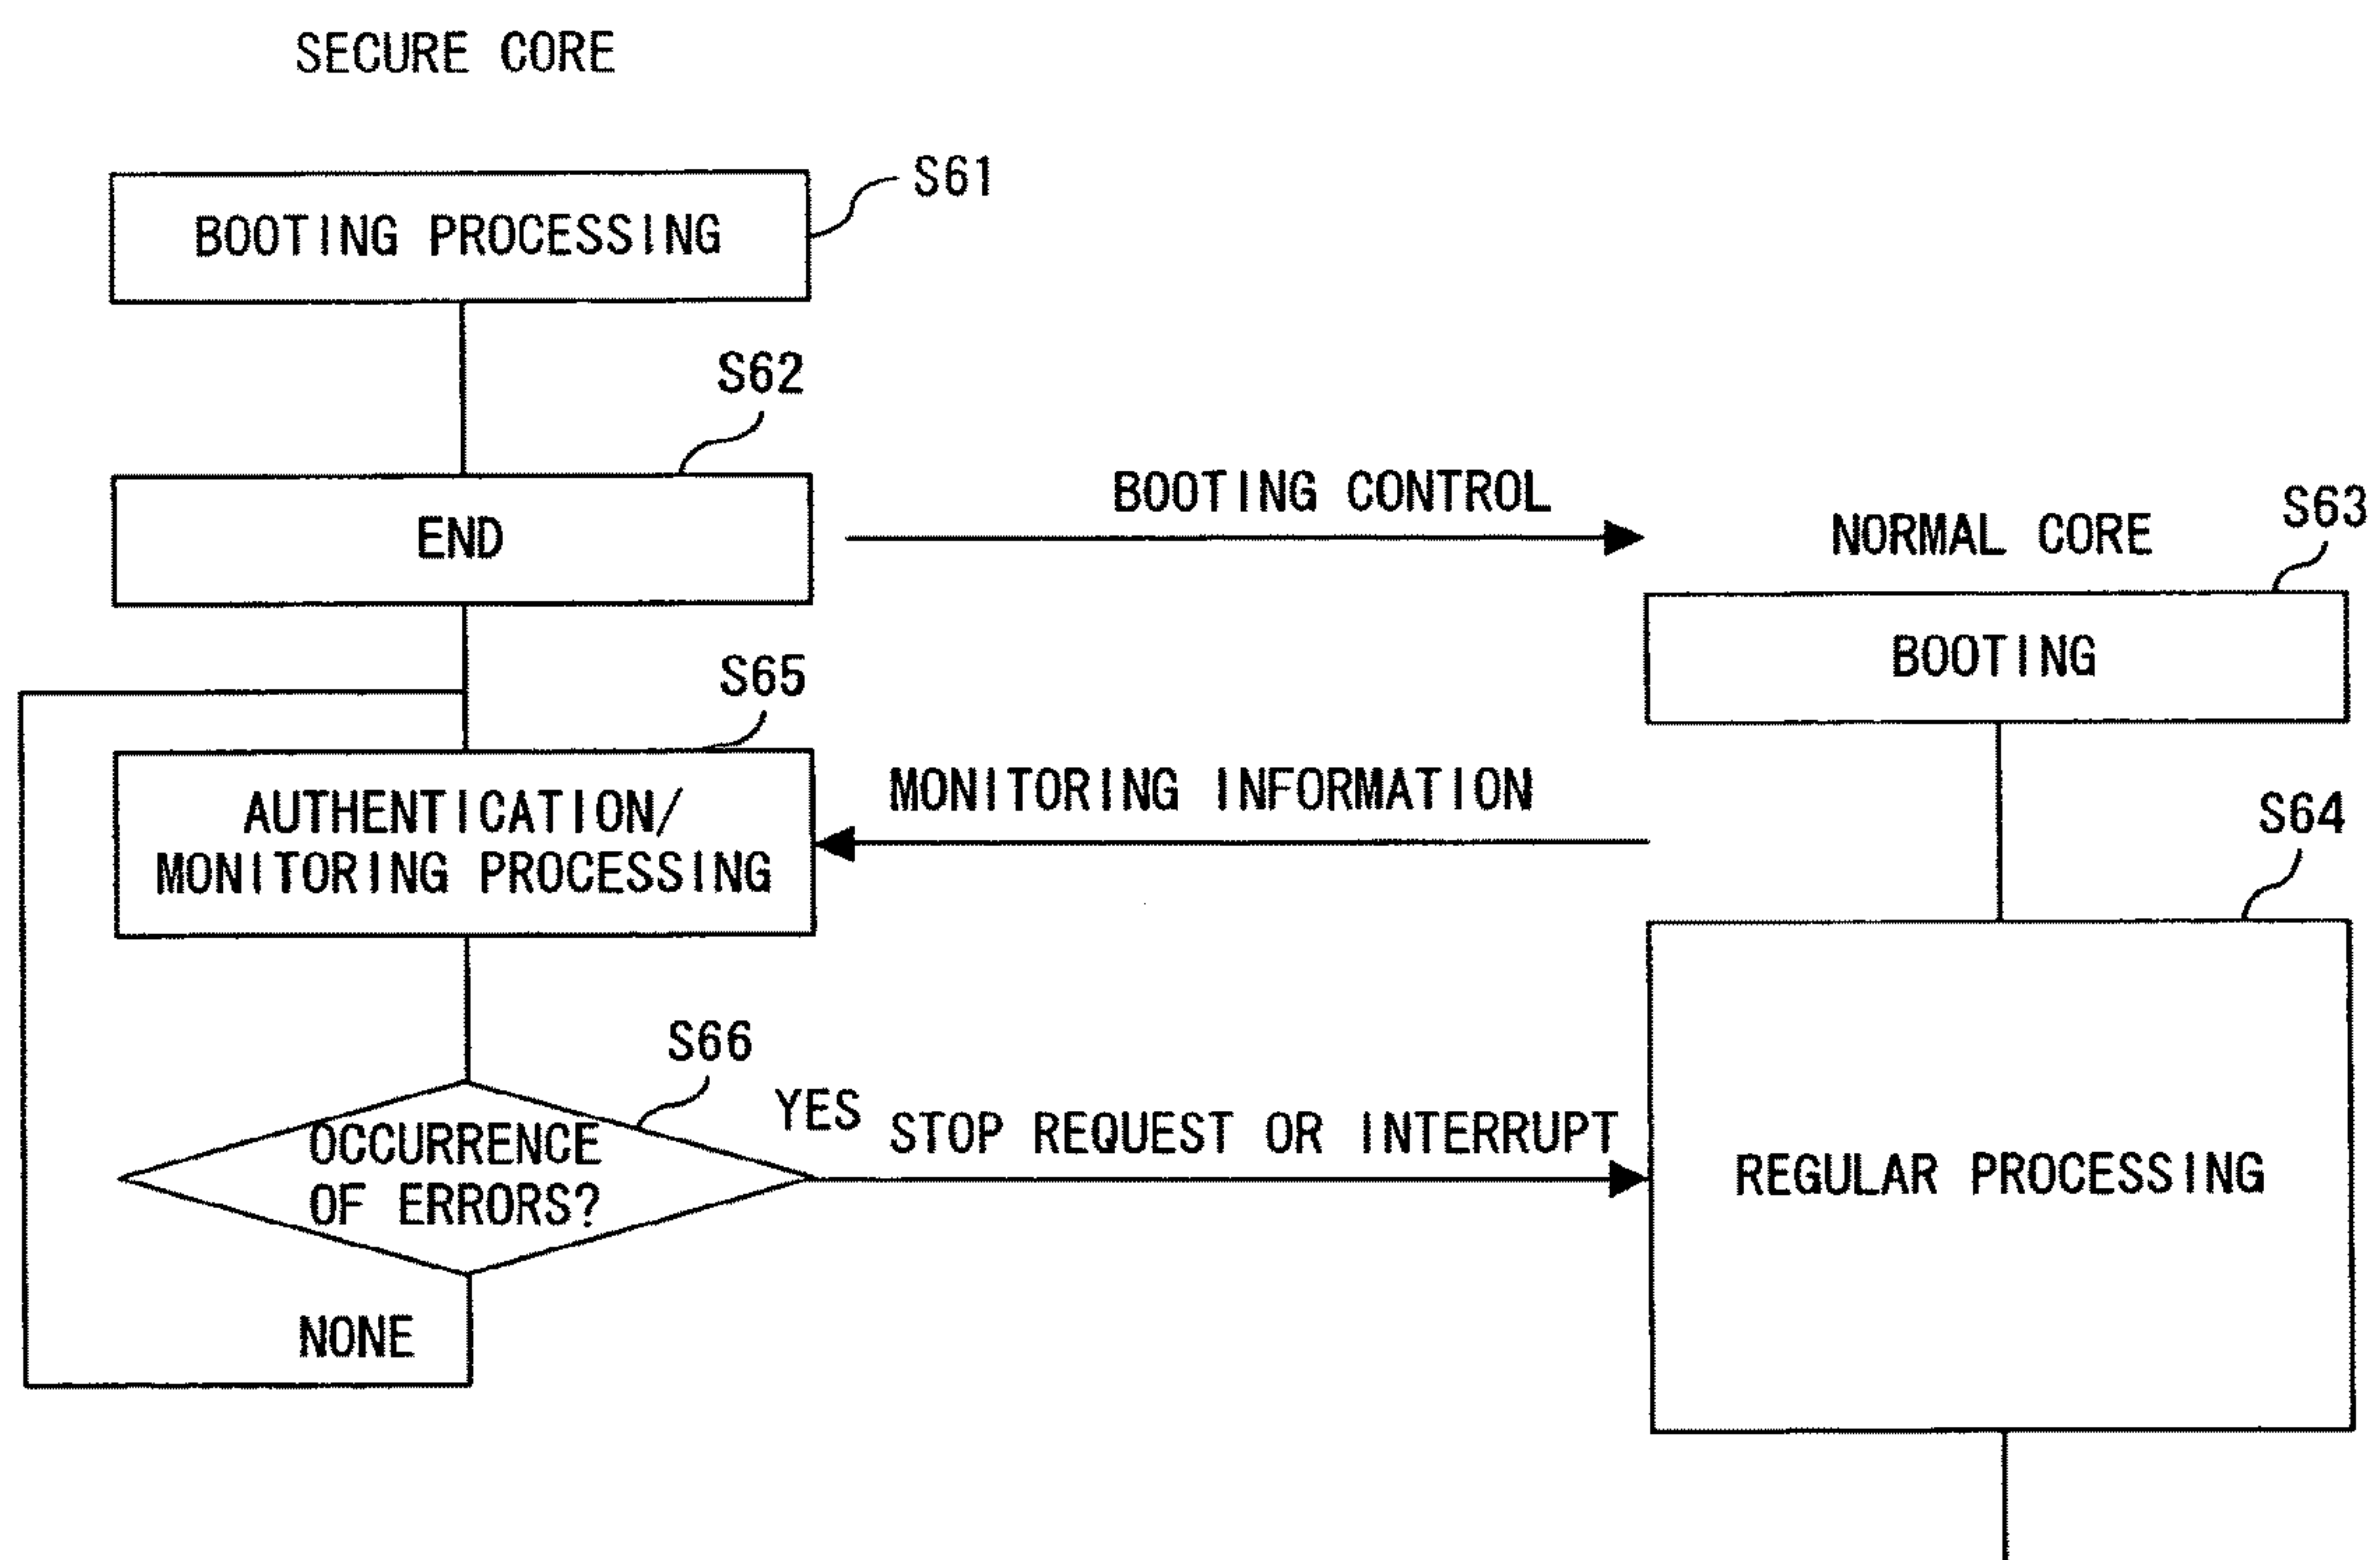 SECURE CORE
S61
BOOTING PROCESSING
S62
END
BOOTING CONTROL
NORMAL CORE
S63
BOOTING
S65
AUTHENTICATION/
MONITORING PROCESSING
MONITORING INFORMATION
S64
S66
OCCURRENCE
OF ERRORS?
YES
STOP REQUEST OR INTERRUPT
REGULAR PROCESSING
NONE